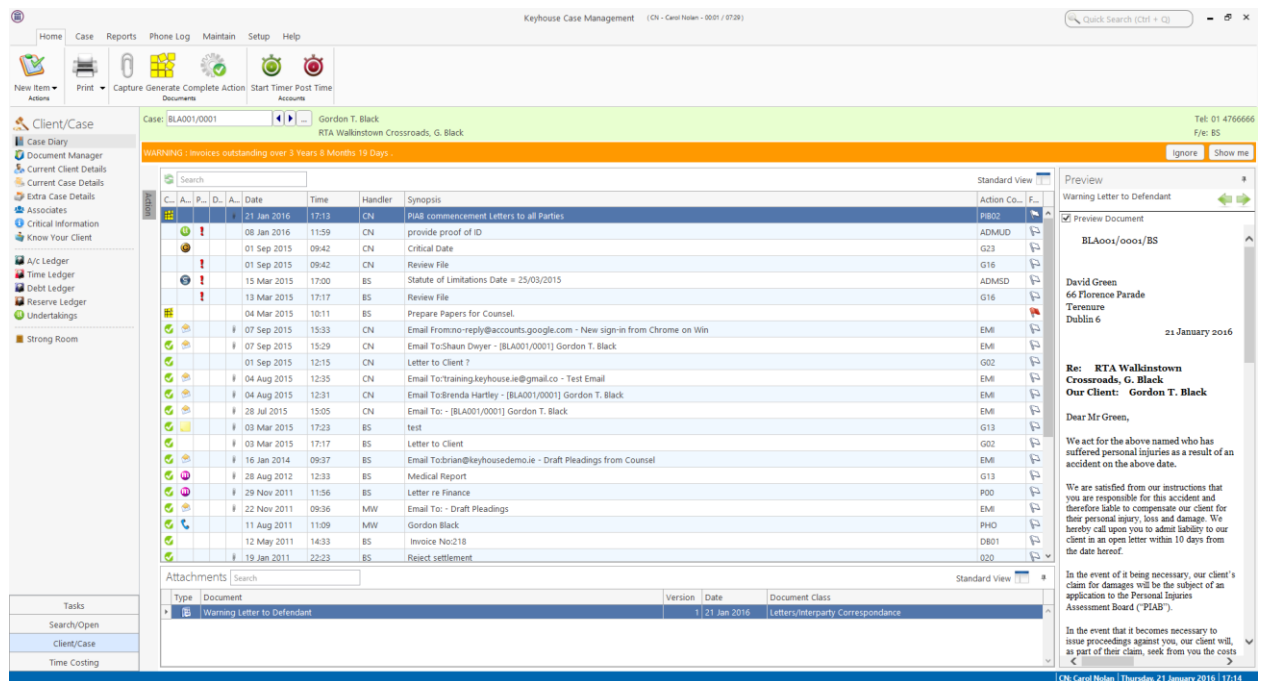 Keyhouse Case Management (CN - Carol Nolan - 00:01 / 07:29)
Quick Search (Ctrl + Q)
Home Case Reports Phone Log Maintain Setup Help
New Item Print Capture Generate Complete Action Start Timer Post Time
Actions Documents Accounts
Client/Case
Case Diary
Document Manager
Current Client Details
Current Case Details
Extra Case Details
Associates
Critical Information
Know Your Client
A/c Ledger
Time Ledger
Debt Ledger
Reserve Ledger
Undertakings
Strong Room
Tasks
Search/Open
Client/Case
Time Costing
Case: BLA001/0001 ... Gordon T. Black Tel: 01 4766666
RTA Walkinstown Crossroads, G. Black F/e: BS
WARNING : Invoices outstanding over 3 Years 8 Months 19 Days . Ignore Show me
Action
Search Standard View
C... A... P... D.. A... Date Time Handler Synopsis Action Co... F...
21 Jan 2016 17:13 CN PIAB commencement Letters to all Parties PIB02
U 08 Jan 2016 11:59 CN provide proof of ID ADMUD
01 Sep 2015 09:42 CN Critical Date G23
01 Sep 2015 09:42 CN Review File G16
S 15 Mar 2015 17:00 BS Statute of Limitations Date = 25/03/2015 ADMSD
13 Mar 2015 17:17 BS Review File G16
04 Mar 2015 10:11 BS Prepare Papers for Counsel.
07 Sep 2015 15:33 CN Email From:no-reply@accounts.google.com - New sign-in from Chrome on Win EMI
07 Sep 2015 15:29 CN Email To:Shaun Dwyer - [BLA001/0001] Gordon T. Black EMI
01 Sep 2015 12:15 CN Letter to Client ? G02
04 Aug 2015 12:35 CN Email To:'training.keyhouse.ie@gmail.co - Test Email EMI
04 Aug 2015 12:31 CN Email To:Brenda Hartley - [BLA001/0001] Gordon T. Black EMI
28 Jul 2015 15:05 CN Email To: - [BLA001/0001] Gordon T. Black EMI
03 Mar 2015 17:23 BS test G13
03 Mar 2015 17:17 BS Letter to Client G02
16 Jan 2014 09:37 BS Email To:brian@keyhousedemo.ie - Draft Pleadings from Counsel EMI
28 Aug 2012 12:33 BS Medical Report G13
29 Nov 2011 11:56 BS Letter re Finance P00
22 Nov 2011 09:36 MW Email To: - Draft Pleadings EMI
11 Aug 2011 11:09 MW Gordon Black PHO
12 May 2011 14:33 BS Invoice No:218 DB01
19 Jan 2011 22:23 BS Reject settlement 020
Attachments Search Standard View
Type Document Version Date Document Class
Warning Letter to Defendant 1 21 Jan 2016 Letters/Interparty Correspondance
Preview
Warning Letter to Defendant
Preview Document
BLA001/0001/BS
David Green
66 Florence Parade
Terenure
Dublin 6
21 January 2016
Re: RTA Walkinstown
Crossroads, G. Black
Our Client: Gordon T. Black
Dear Mr Green,
We act for the above named who has
suffered personal injuries as a result of an
accident on the above date.
We are satisfied from our instructions that
you are responsible for this accident and
therefore liable to compensate our client for
their personal injury, loss and damage. We
hereby call upon you to admit liability to our
client in an open letter within 10 days from
the date hereof.
In the event of it being necessary, our client's
claim for damages will be the subject of an
application to the Personal Injuries
Assessment Board ("PIAB").
In the event that it becomes necessary to
issue proceedings against you, our client will,
as part of their claim, seek from you the costs
CN: Carol Nolan Thursday, 21 January 2016 17:14